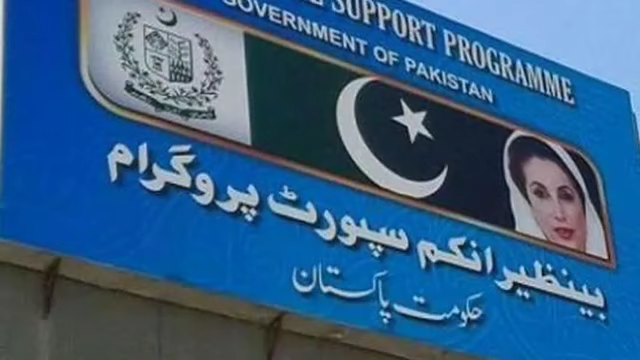 SUPPORT PROGRAMME
GOVERNMENT OF PAKISTAN
بینظیر انکم سپورٹ پروگرام
حکومت پاکستان